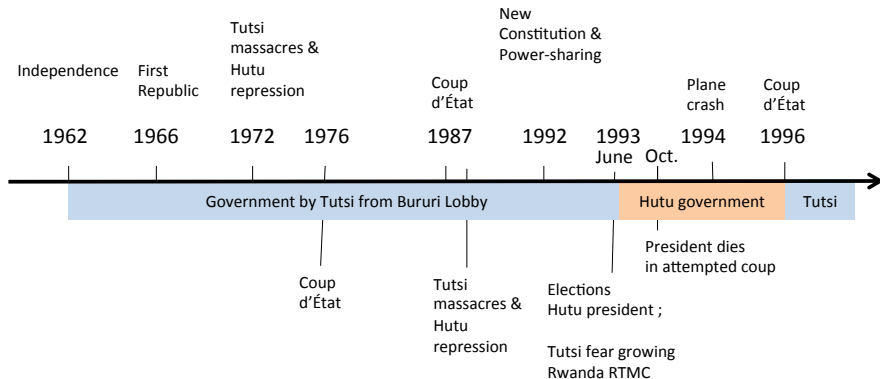 New
Constitution &
Power-sharing
Tutsi
massacres &
Hutu
repression
Independence
First
Republic
Coup
d'État
Plane
crash
Coup
d'État
1962
1966
1972
1976
1987
1992
1993
1994
1996
June
Oct.
Government by Tutsi from Bururi Lobby
Hutu government
Tutsi
President dies
in attempted coup
Coup
d'État
Tutsi
massacres &
Hutu
repression
Elections
Hutu president ;
Tutsi fear growing
Rwanda RTMC